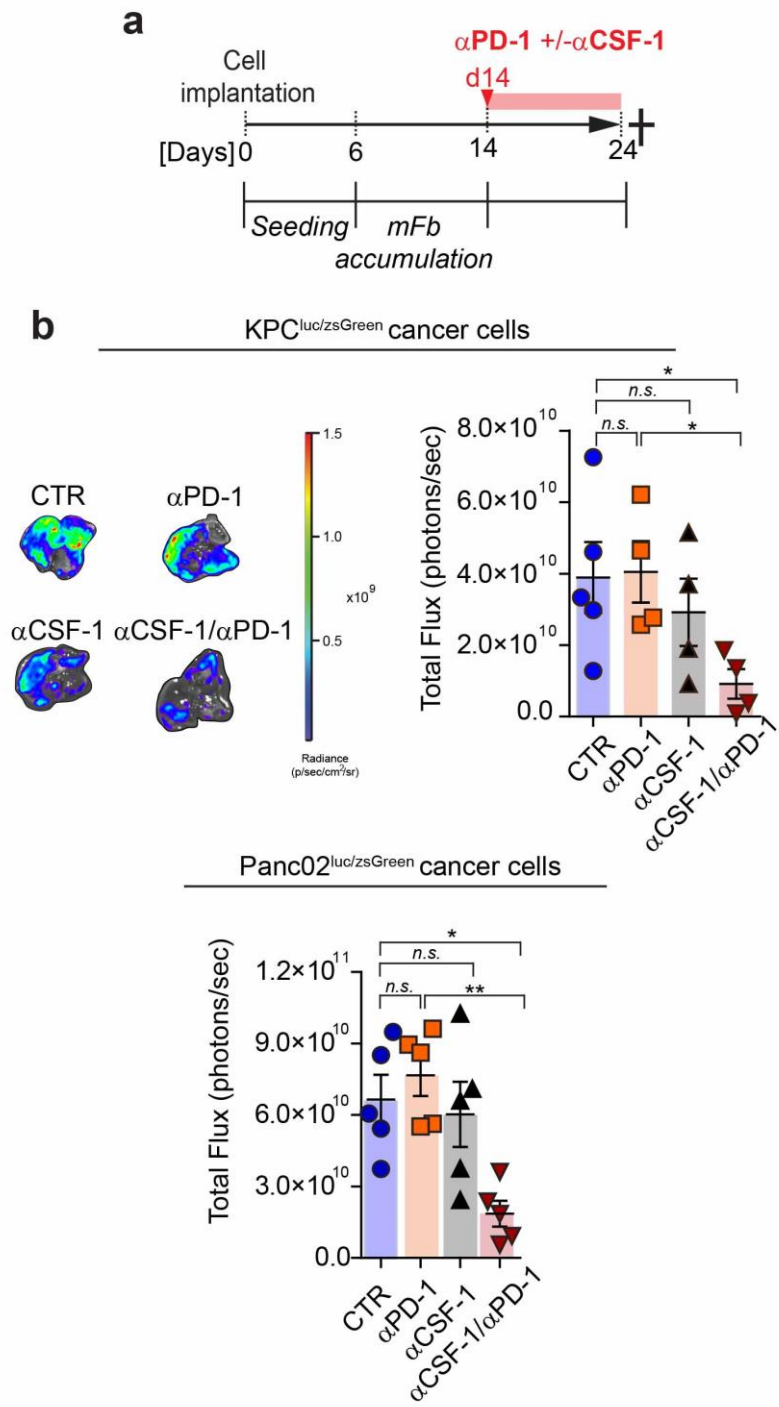 a
αPD-1 +/-αCSF-1
Cell
implantation
d14
[Days] 0 6 14 24
Seeding mFb
accumulation
b
KPCluc/zsGreen cancer cells
CTR αPD-1
αCSF-1 αCSF-1/αPD-1
1.5
1.0
x10⁹
0.5
Radiance
(p/sec/cm²/sr)
*
n.s.
n.s. *
Total Flux (photons/sec)
8.0×10¹⁰
6.0×10¹⁰
4.0×10¹⁰
2.0×10¹⁰
0.0
CTR
αPD-1
αCSF-1
αCSF-1/αPD-1
Panc02luc/zsGreen cancer cells
*
n.s.
n.s. **
Total Flux (photons/sec)
1.2×10¹¹
9.0×10¹⁰
6.0×10¹⁰
3.0×10¹⁰
0.0
CTR
αPD-1
αCSF-1
αCSF-1/αPD-1